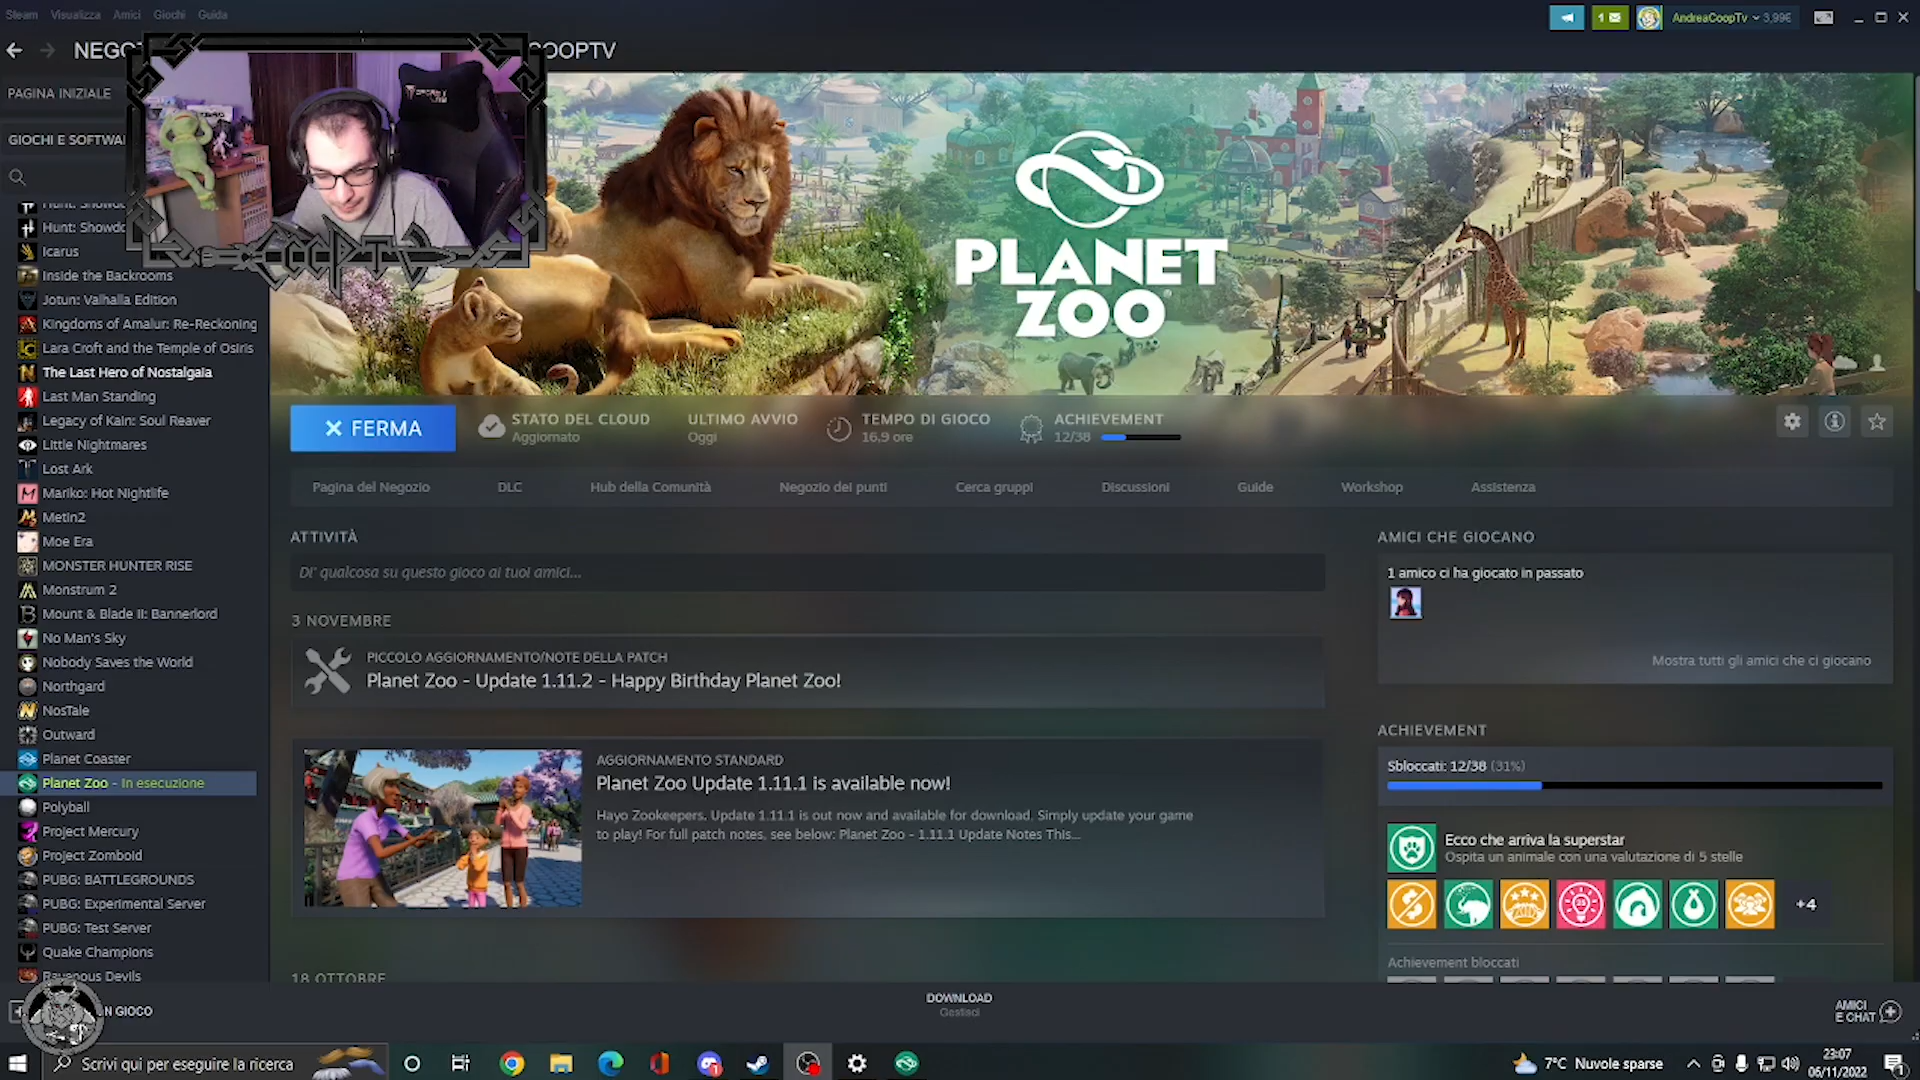 Steam Visualizza Amici Giochi Guida
1
AndreaCoopTv
3,99€
COOPTV
PAGINA INIZIALE
Hunt: Showdo
Icarus
Inside the Backrooms
Jotun: Valhalla Edition
Kingdoms of Amalur: Re-Reckoning
Lara Croft and the Temple of Osiris
The Last Hero of Nostalgaia
Last Man Standing
Legacy of Kain: Soul Reaver
Little Nightmares
Lost Ark
Mariko: Hot Nightlife
Metin2
Moe Era
MONSTER HUNTER RISE
Monstrum 2
Mount & Blade II: Bannerlord
No Man's Sky
Nobody Saves the World
Northgard
NosTale
Outward
Planet Coaster
Planet Zoo - In esecuzione
Polyball
Project Mercury
Project Zomboid
PUBG: BATTLEGROUNDS
PUBG: Experimental Server
PUBG: Test Server
Quake Champions
Ravenous Devils
PLANET
ZOO
FERMA
STATO DEL CLOUD
Aggiornato
ULTIMO AVVIO
Oggi
TEMPO DI GIOCO
16,9 ore
ACHIEVEMENT
12/38
Pagina del Negozio DLC Hub della Comunità Negozio dei punti Cerca gruppi Discussioni Guide Workshop Assistenza
ATTIVITÀ
Di' qualcosa su questo gioco ai tuoi amici...
3 NOVEMBRE
PICCOLO AGGIORNAMENTO/NOTE DELLA PATCH
Planet Zoo - Update 1.11.2 - Happy Birthday Planet Zoo!
AGGIORNAMENTO STANDARD
Planet Zoo Update 1.11.1 is available now!
Hayo Zookeepers, Update 1.11.1 is out now and available for download. Simply update your game
to play! For full patch notes, see below: Planet Zoo - 1.11.1 Update Notes This...
18 OTTOBRE
AMICI CHE GIOCANO
1 amico ci ha giocato in passato
Mostra tutti gli amici che ci giocano
ACHIEVEMENT
Sbloccati: 12/38 (31%)
Ecco che arriva la superstar
Ospita un animale con una valutazione di 5 stelle
+4
Achievement bloccati
GIOCO
DOWNLOAD
Gestisci
AMICI
E CHAT
Scrivi qui per eseguire la ricerca
7°C Nuvole sparse
23:07
06/11/2022